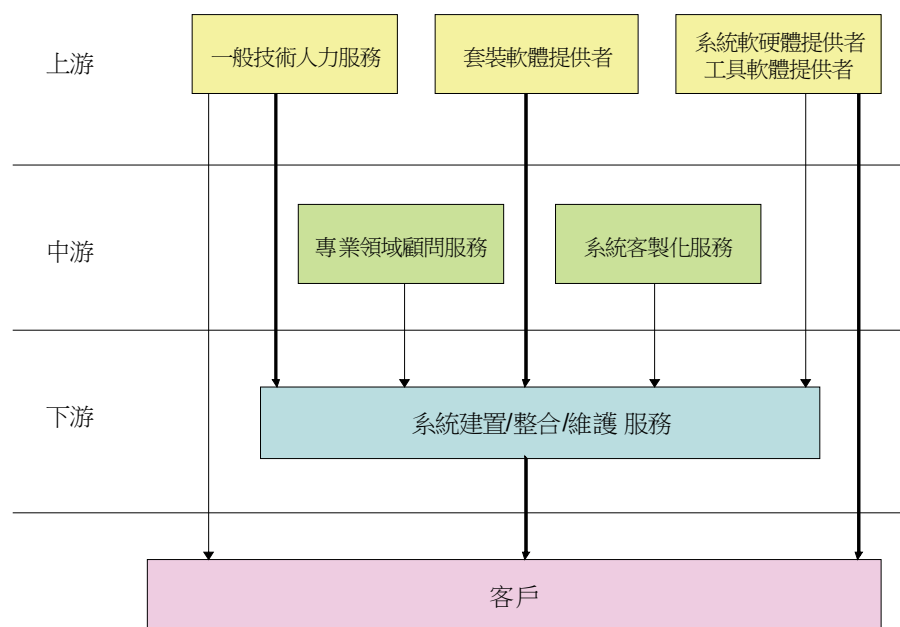 上游
一般技術人力服務
套裝軟體提供者
系統軟硬體提供者
工具軟體提供者
中游
專業領域顧問服務
系統客製化服務
下游
系統建置/整合/維護 服務
客戶